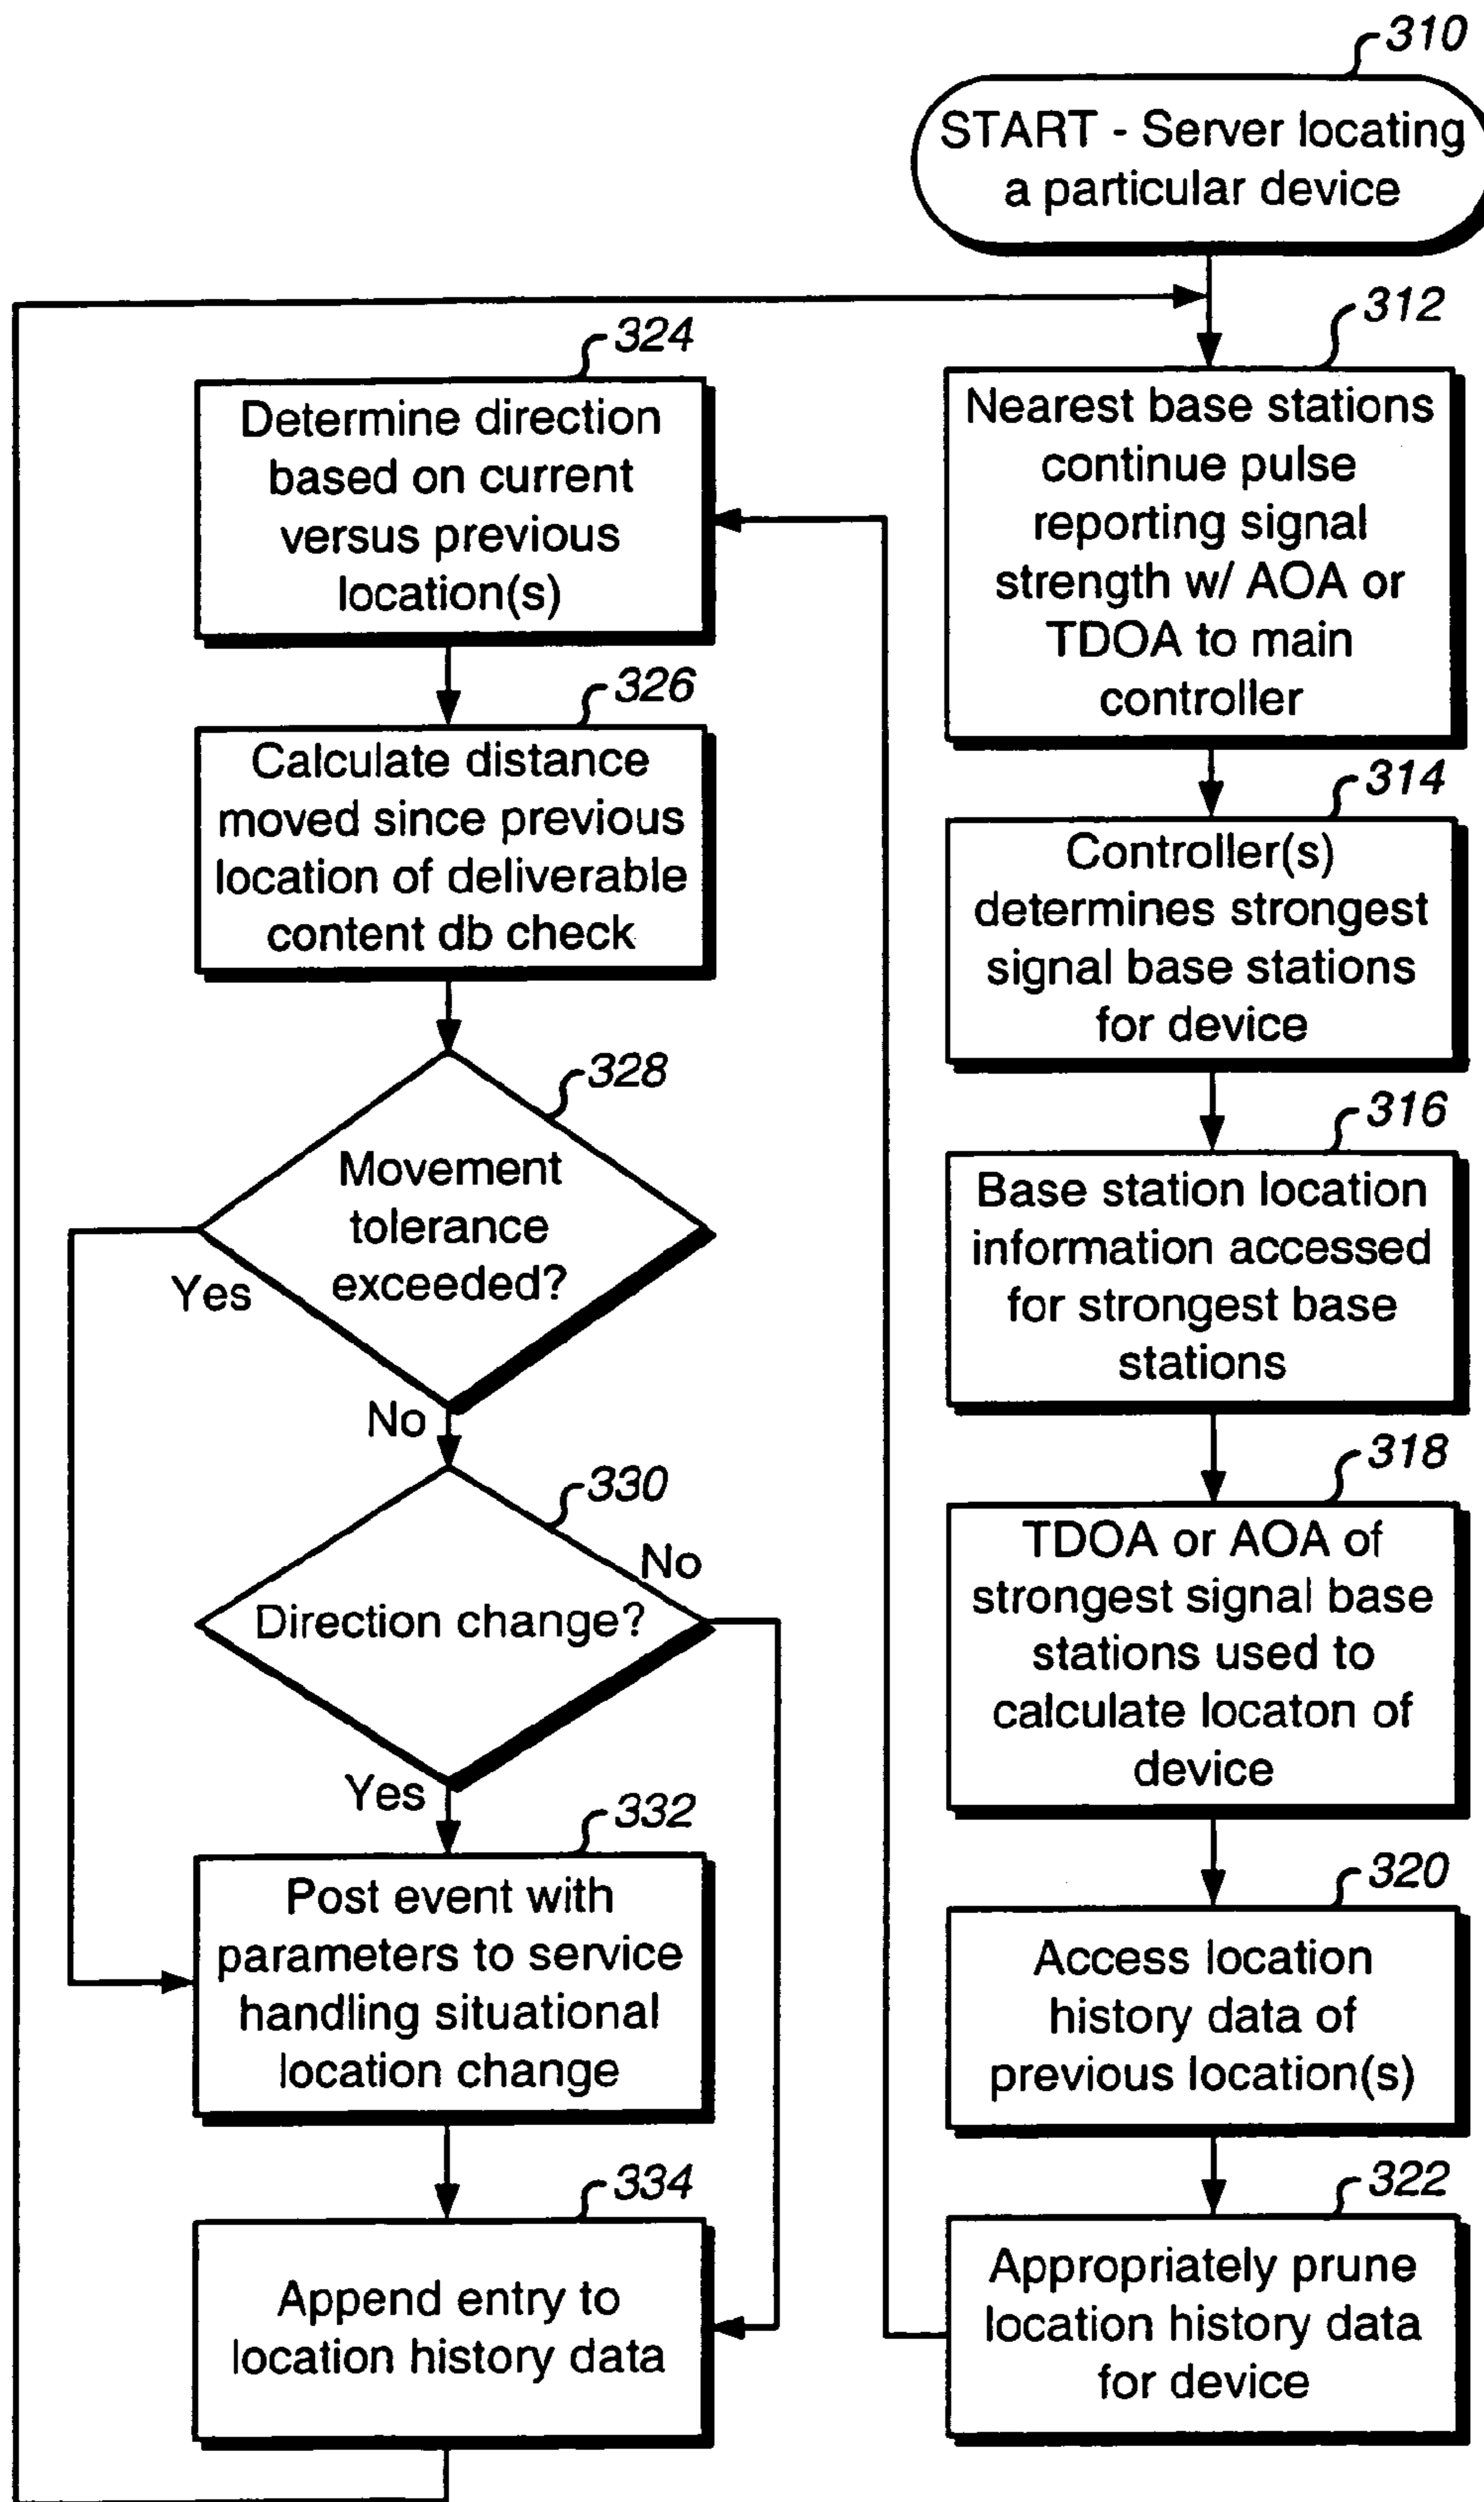 310
START - Server locating
a particular device
312
Nearest base stations
continue pulse
reporting signal
strength w/ AOA or
TDOA to main
controller
314
Controller(s)
determines strongest
signal base stations
for device
316
Base station location
information accessed
for strongest base
stations
318
TDOA or AOA of
strongest signal base
stations used to
calculate locaton of
device
320
Access location
history data of
previous location(s)
322
Appropriately prune
location history data
for device
324
Determine direction
based on current
versus previous
location(s)
326
Calculate distance
moved since previous
location of deliverable
content db check
328
Movement
tolerance
exceeded?
Yes
No
330
No
Direction change?
Yes
332
Post event with
parameters to service
handling situational
location change
334
Append entry to
location history data